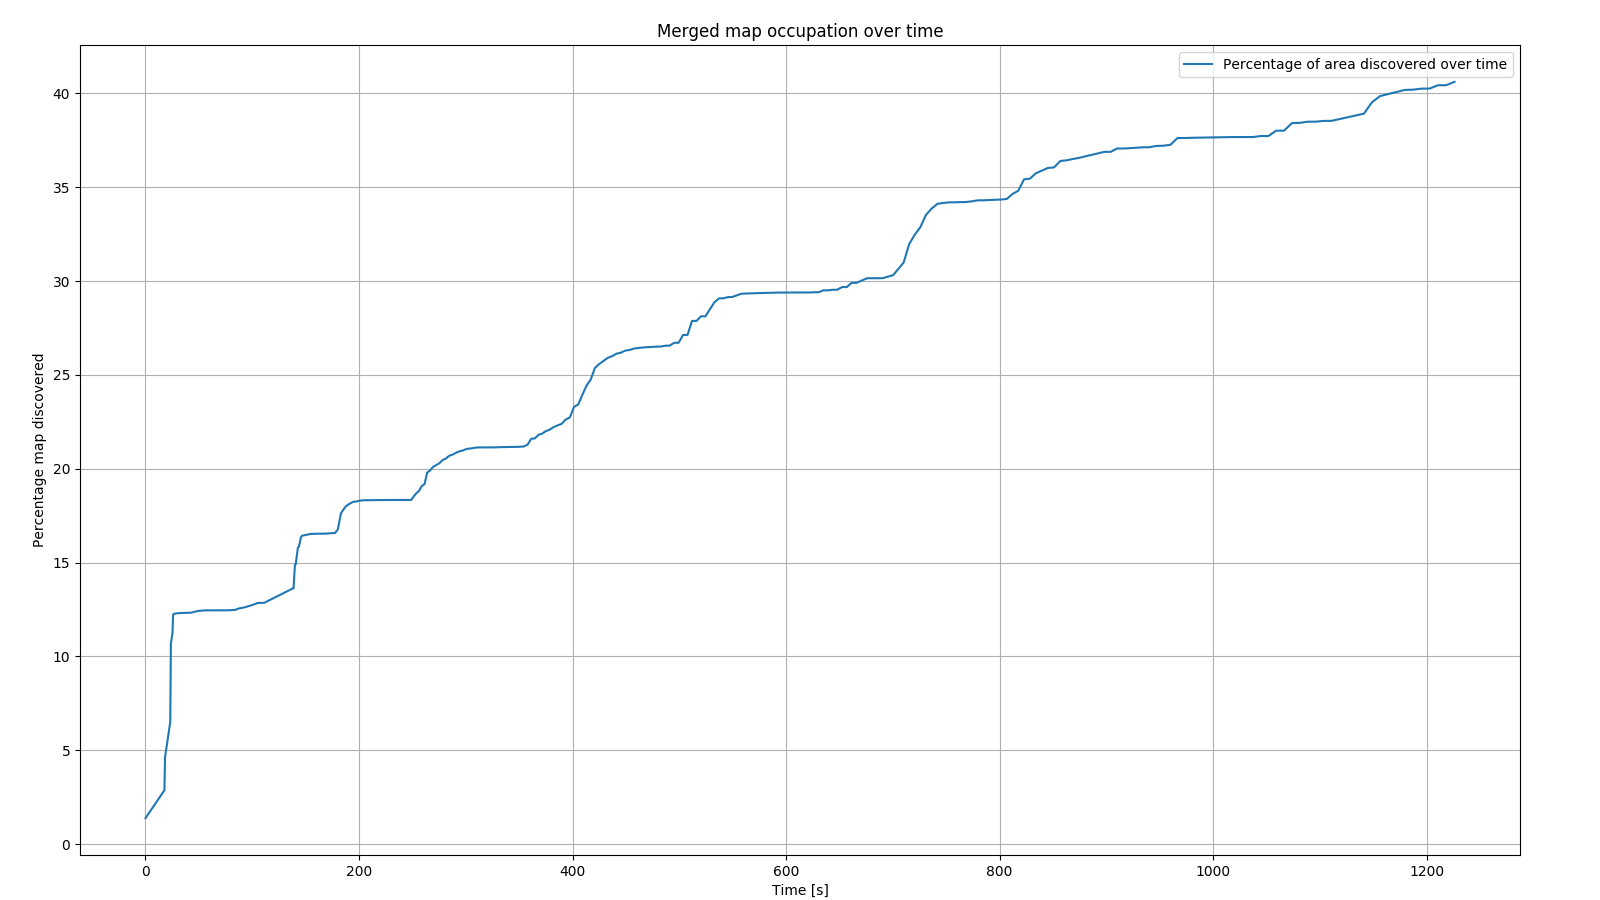 Merged map occupation over time
Percentage of area discovered over time
Percentage map discovered
40
35
30
25
20
15
10
5
0
0 200 400 600 800 1000 1200
Time [s]